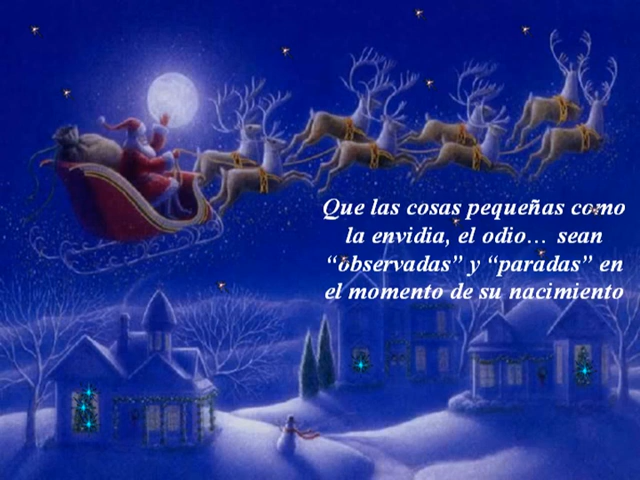 Que las cosas pequeñas como
la envidia, el odio… sean
“observadas” y “paradas” en
el momento de su nacimiento